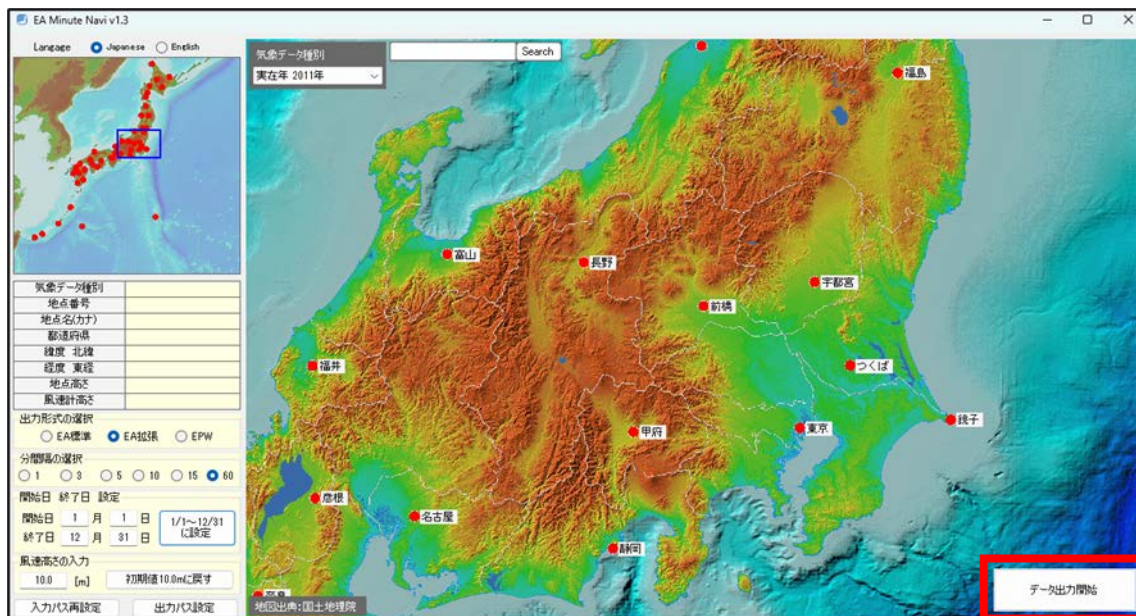 EA Minute Navi v1.3
Langage Japanese English
気象データ種別
実在年 2011年
Search
福島
富山
長野
宇都宮
前橋
福井
つくば
銚子
甲府
東京
彦根
名古屋
静岡
気象データ種別
地点番号
地点名(カナ)
都道府県
緯度 北緯
経度 東経
地点高さ
風速計高さ
出力形式の選択
EA標準 EA拡張 EPW
分間隔の選択
1 3 5 10 15 60
開始日 終了日 設定
開始日 1 月 1 日
終了日 12 月 31 日
1/1~12/31
に設定
風速高さの入力
10.0 [m] 初期値10.0mに戻す
入力パス再設定 出力パス設定
地図出典:国土地理院
データ出力開始